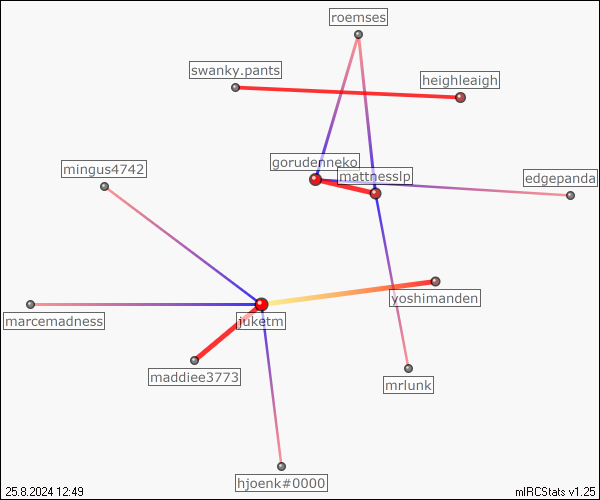 roemses
swanky.pants
heighleaigh
gorudenneko
mingus4742
mattnesslp
edgepanda
yoshimanden
marcemadness
juketm
maddiee3773
mrlunk
hjoenk#0000
25.8.2024 12:49
mIRCStats v1.25